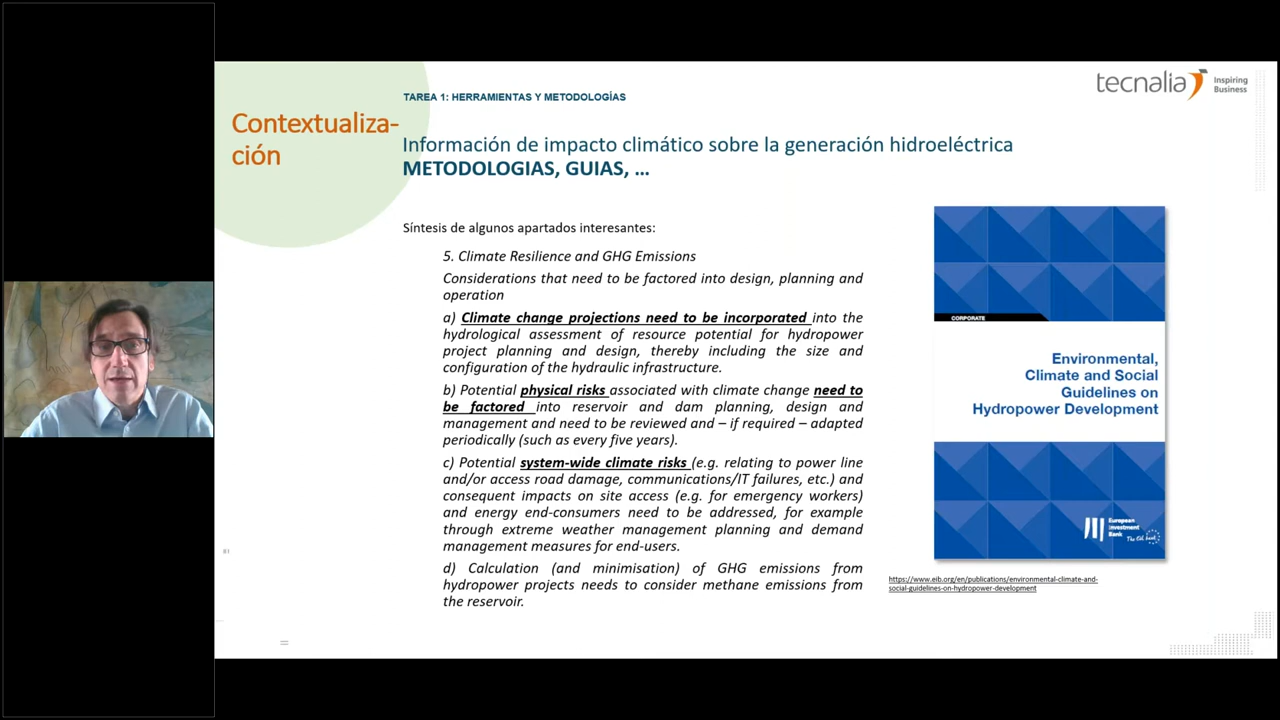 tecnalia
Inspiring
Business
TAREA 1: HERRAMIENTAS Y METODOLOGÍAS
Contextualiza-
ción
Información de impacto climático sobre la generación hidroeléctrica
METODOLOGIAS, GUIAS, ...
Síntesis de algunos apartados interesantes:
5. Climate Resilience and GHG Emissions
Considerations that need to be factored into design, planning and
operation
a) Climate change projections need to be incorporated into the
hydrological assessment of resource potential for hydropower
project planning and design, thereby including the size and
configuration of the hydraulic infrastructure.
b) Potential physical risks associated with climate change need to
be factored into reservoir and dam planning, design and
management and need to be reviewed and – if required – adapted
periodically (such as every five years).
c) Potential system-wide climate risks (e.g. relating to power line
and/or access road damage, communications/IT failures, etc.) and
consequent impacts on site access (e.g. for emergency workers)
and energy end-consumers need to be addressed, for example
through extreme weather management planning and demand
management measures for end-users.
d) Calculation (and minimisation) of GHG emissions from
hydropower projects needs to consider methane emissions from
the reservoir.
CORPORATE
Environmental,
Climate and Social
Guidelines on
Hydropower Development
European
Investment
Bank
The EU bank
https://www.eib.org/en/publications/environmental-climate-and-
social-guidelines-on-hydropower-development